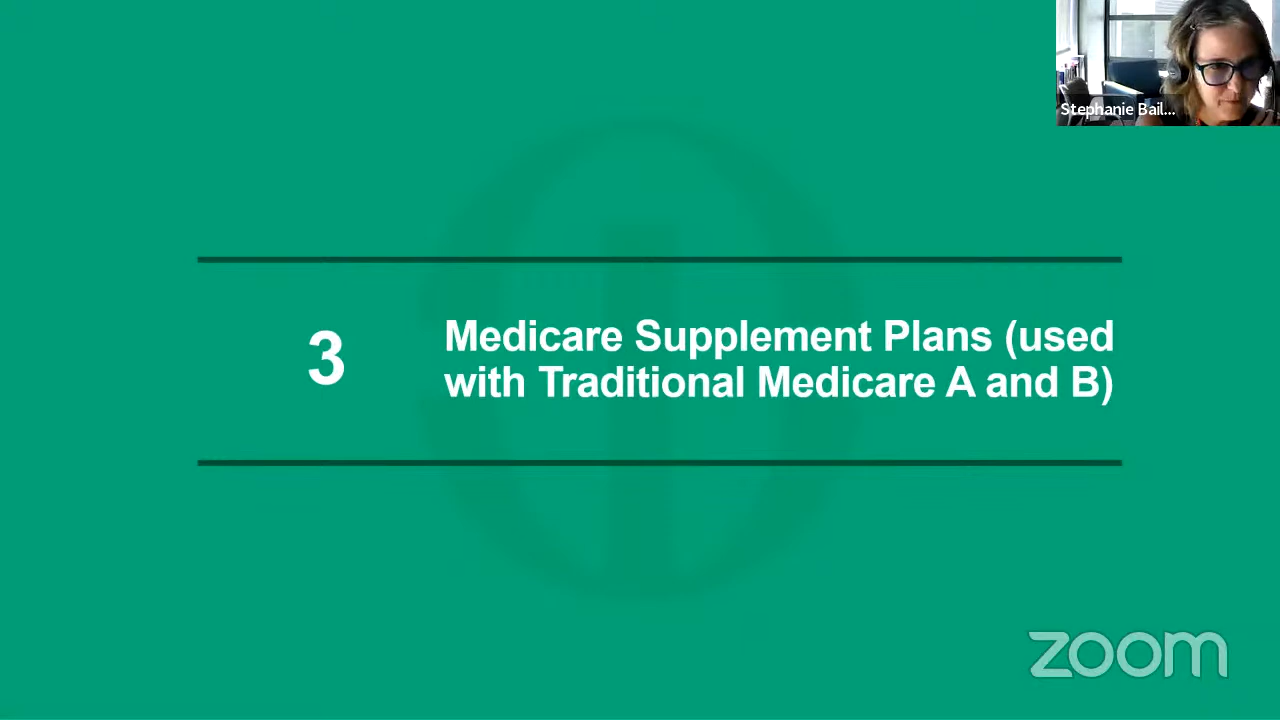 Stephanie Bail...
3
Medicare Supplement Plans (used
with Traditional Medicare A and B)
zoom